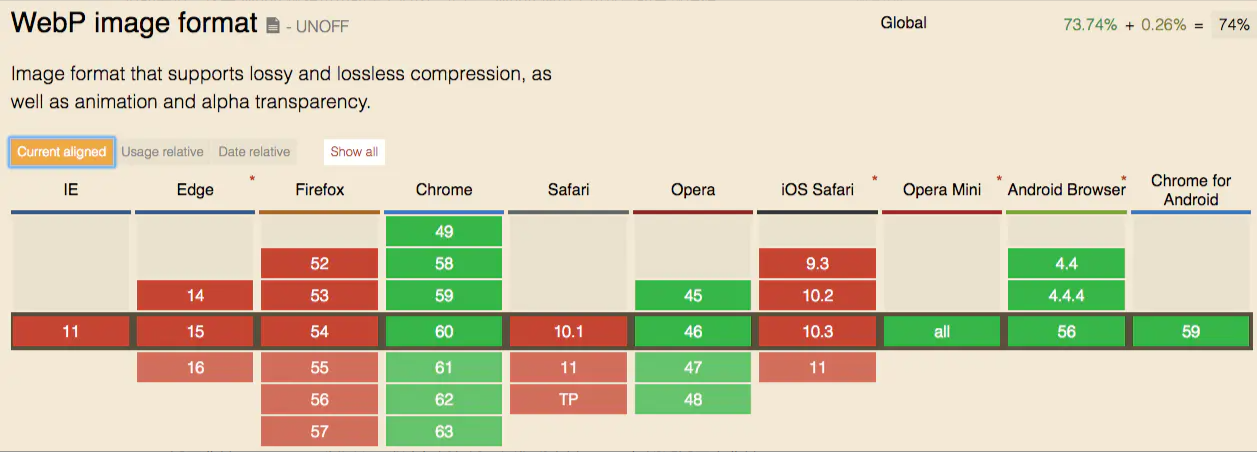 WebP image format - UNOFF
Global 73.74% + 0.26% = 74%
Image format that supports lossy and lossless compression, as
well as animation and alpha transparency.
Current aligned Usage relative Date relative Show all
IE Edge * Firefox Chrome Safari Opera iOS Safari * Opera Mini * Android Browser Chrome for
Android
49
52 58 9.3 4.4
14 53 59 45 10.2 4.4.4
11 15 54 60 10.1 46 10.3 all 56 59
16 55 61 11 47 11
56 62 TP 48
57 63